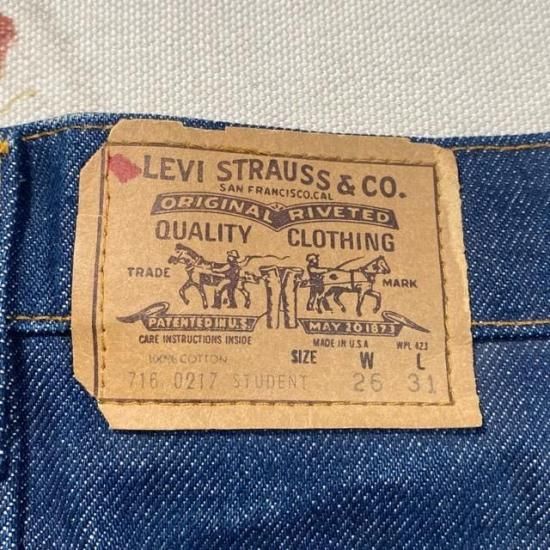 LEVI STRAUSS & CO.
SAN FRANCISCO, CAL
ORIGINAL RIVETED
QUALITY CLOTHING
TRADE MARK
PATENTED IN U.S. MAY 20 1873
CARE INSTRUCTIONS INSIDE MADE IN U.S.A WPL 423
100% COTTON SIZE W L
716 0217 STUDENT 26 31